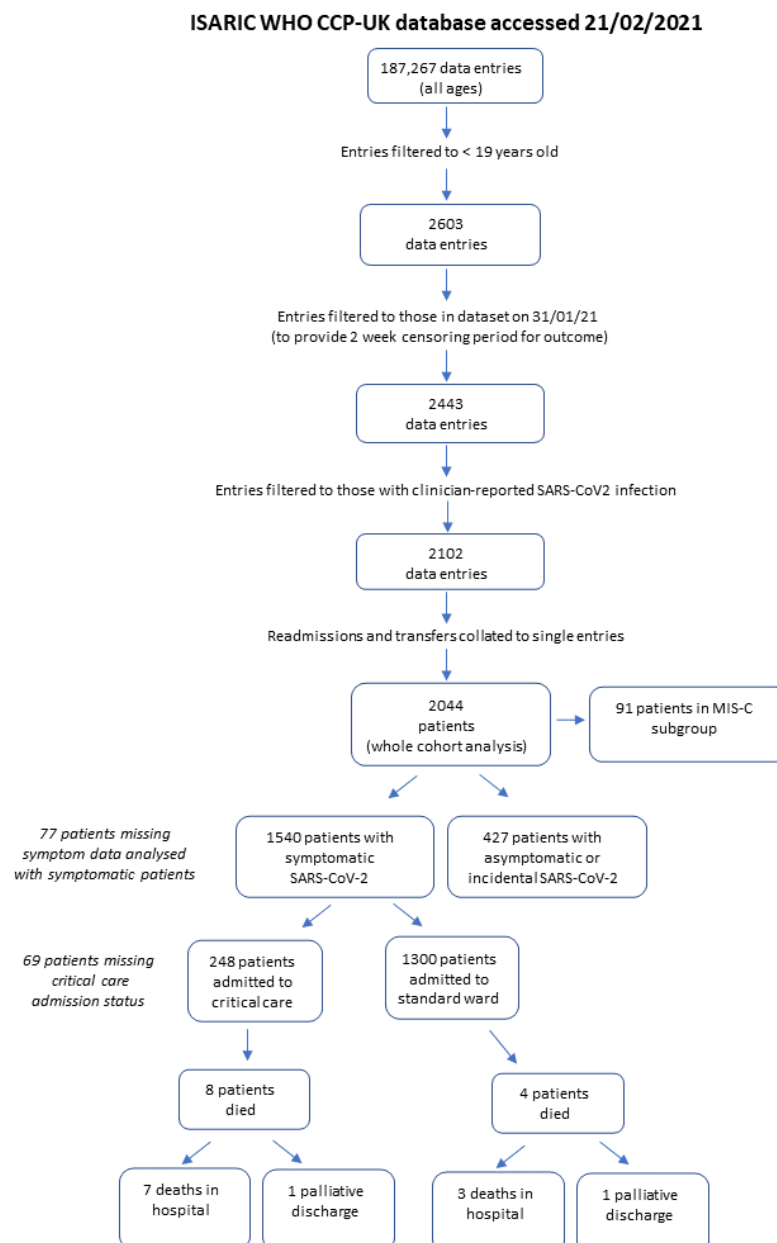 ISARIC WHO CCP-UK database accessed 21/02/2021
187,267 data entries
(all ages)
Entries filtered to < 19 years old
2603
data entries
Entries filtered to those in dataset on 31/01/21
(to provide 2 week censoring period for outcome)
2443
data entries
Entries filtered to those with clinician-reported SARS-CoV2 infection
2102
data entries
Readmissions and transfers collated to single entries
2044
patients
(whole cohort analysis)
91 patients in MIS-C
subgroup
77 patients missing
symptom data analysed
with symptomatic patients
1540 patients with
symptomatic
SARS-CoV-2
427 patients with
asymptomatic or
incidental SARS-CoV-2
69 patients missing
critical care
admission status
248 patients
admitted to
critical care
1300 patients
admitted to
standard ward
8 patients
died
4 patients
died
7 deaths in
hospital
1 palliative
discharge
3 deaths in
hospital
1 palliative
discharge